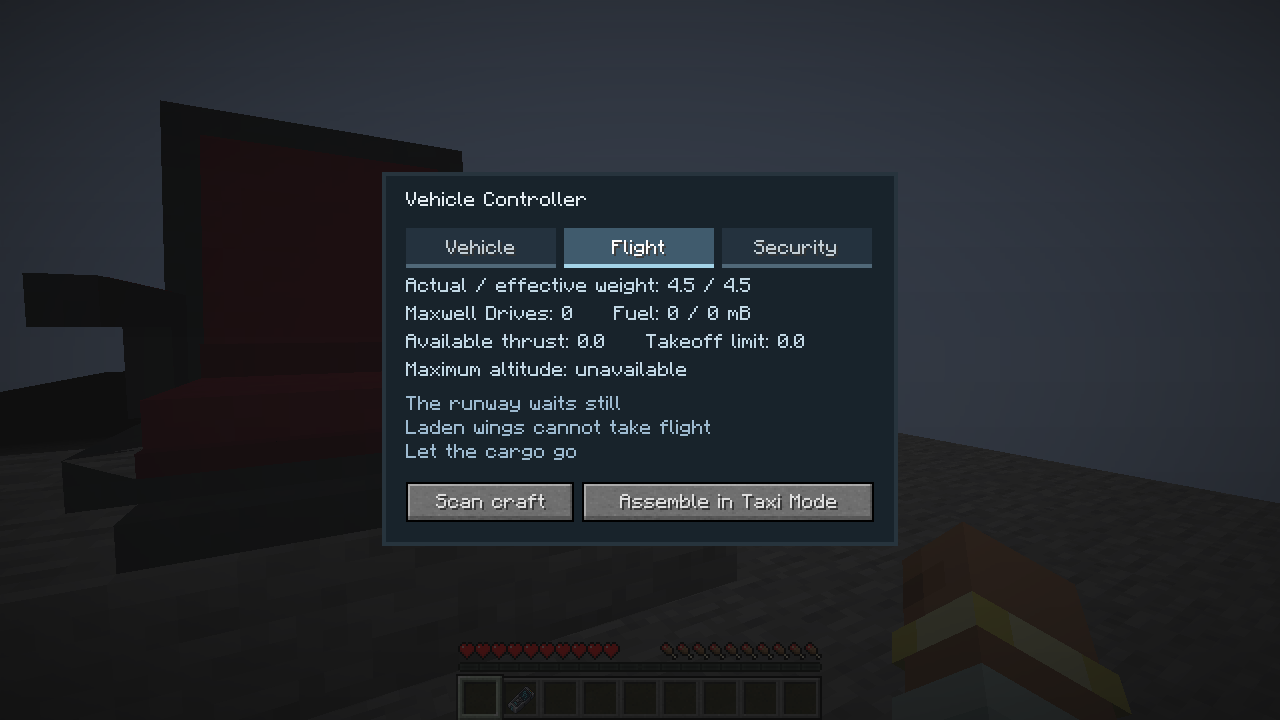 Vehicle Controller
Vehicle Flight Security
Actual / effective weight: 4.5 / 4.5
Maxwell Drives: 0 Fuel: 0 / 0 mB
Available thrust: 0.0 Takeoff limit: 0.0
Maximum altitude: unavailable
The runway waits still
Laden wings cannot take flight
Let the cargo go
Scan craft Assemble in Taxi Mode